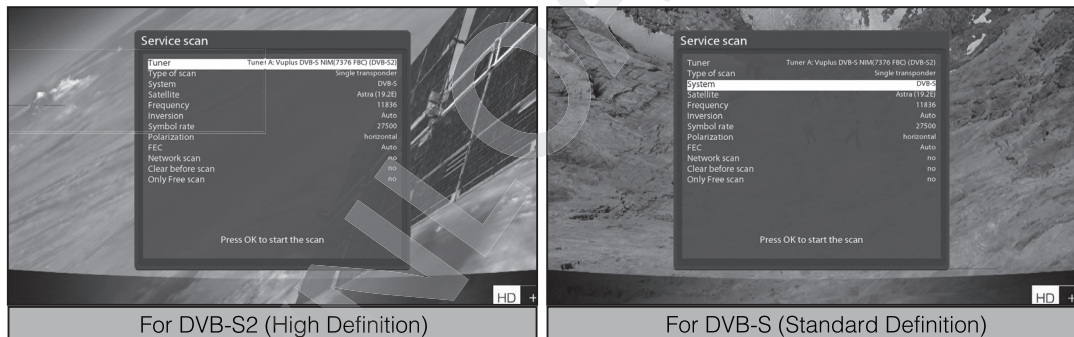 Service scan
Tuner Tuner A: Vuplus DVB-S NIM(7376 FBC) (DVB-S2)
Type of scan Single transponder
System DVB-S
Satellite Astra (19.2E)
Frequency 11836
Inversion Auto
Symbol rate 27500
Polarization horizontal
FEC Auto
Network scan no
Clear before scan no
Only Free scan no
Press OK to start the scan
HD +
For DVB-S2 (High Definition)
Service scan
Tuner Tuner A: Vuplus DVB-S NIM(7376 FBC) (DVB-S2)
Type of scan Single transponder
System DVB-S
Satellite Astra (19.2E)
Frequency 11836
Inversion Auto
Symbol rate 27500
Polarization horizontal
FEC Auto
Network scan no
Clear before scan no
Only Free scan no
Press OK to start the scan
HD +
For DVB-S (Standard Definition)